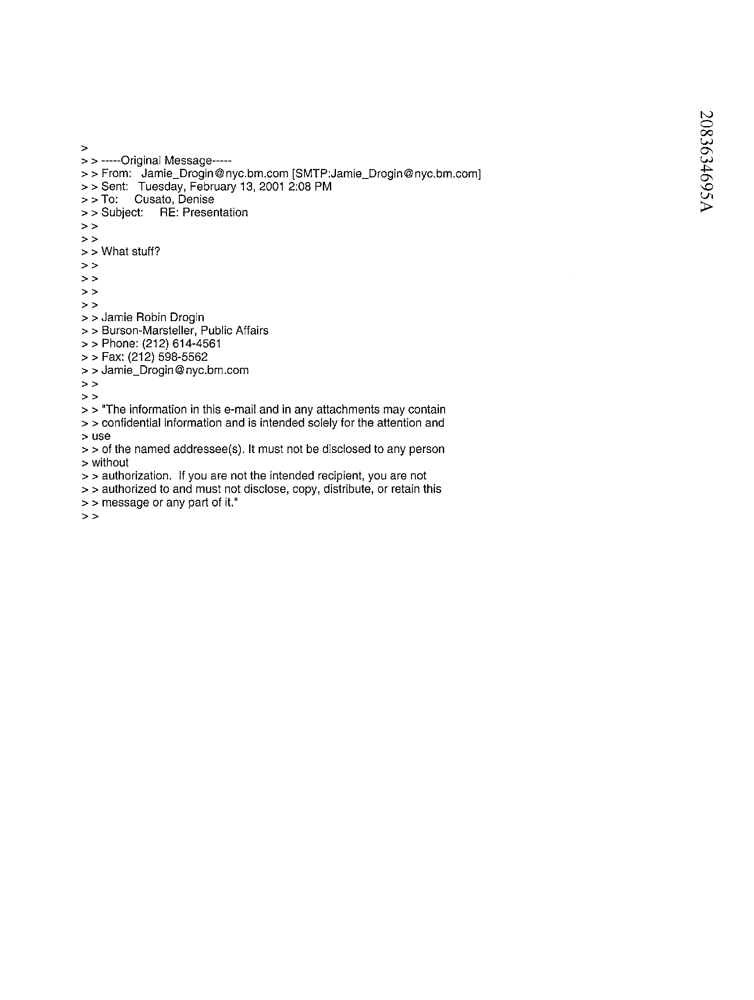 >
> > -----Original Message-----
> > From: Jamie_Drogin@nyc.bm.com [SMTP:Jamie_Drogin@nyc.bm.com]
> > Sent: Tuesday, February 13, 2001 2:08 PM
> > To: Cusato, Denise
> > Subject: RE: Presentation
> >
> >
> > What stuff?
> >
> >
> >
> >
> > Jamie Robin Drogin
> > Burson-Marsteller, Public Affairs
> > Phone: (212) 614-4561
> > Fax: (212) 598-5562
> > Jamie_Drogin@nyc.bm.com
> >
> >
> > "The information in this e-mail and in any attachments may contain
> > confidential information and is intended solely for the attention and
> use
> > of the named addressee(s). It must not be disclosed to any person
> without
> > authorization. If you are not the intended recipient, you are not
> > authorized to and must not disclose, copy, distribute, or retain this
> > message or any part of it."
> >
2083634695A